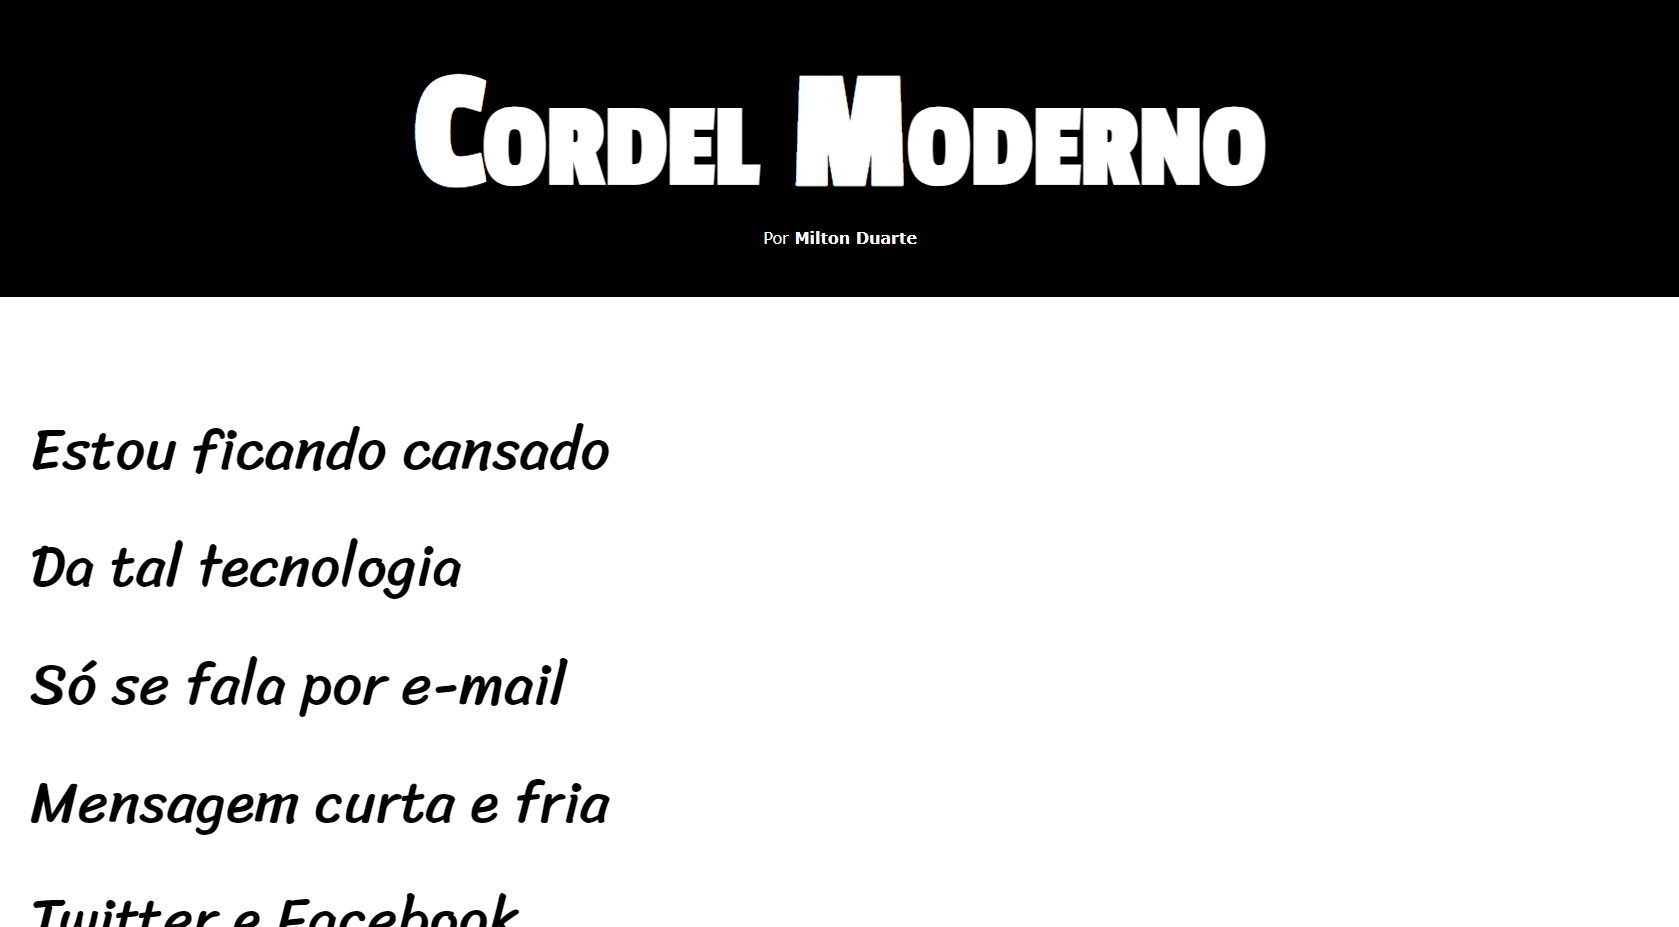 Cordel Moderno
Por Milton Duarte
Estou ficando cansado
Da tal tecnologia
Só se fala por e-mail
Mensagem curta e fria
Twitter e Facebook